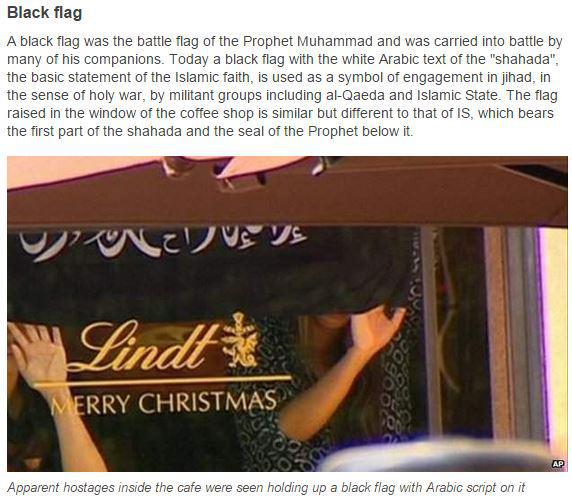 Black flag
A black flag was the battle flag of the Prophet Muhammad and was carried into battle by
many of his companions. Today a black flag with the white Arabic text of the "shahada",
the basic statement of the Islamic faith, is used as a symbol of engagement in jihad, in
the sense of holy war, by militant groups including al-Qaeda and Islamic State. The flag
raised in the window of the coffee shop is similar but different to that of IS, which bears
the first part of the shahada and the seal of the Prophet below it.
Lindt
MERRY CHRISTMAS
AP
Apparent hostages inside the cafe were seen holding up a black flag with Arabic script on it